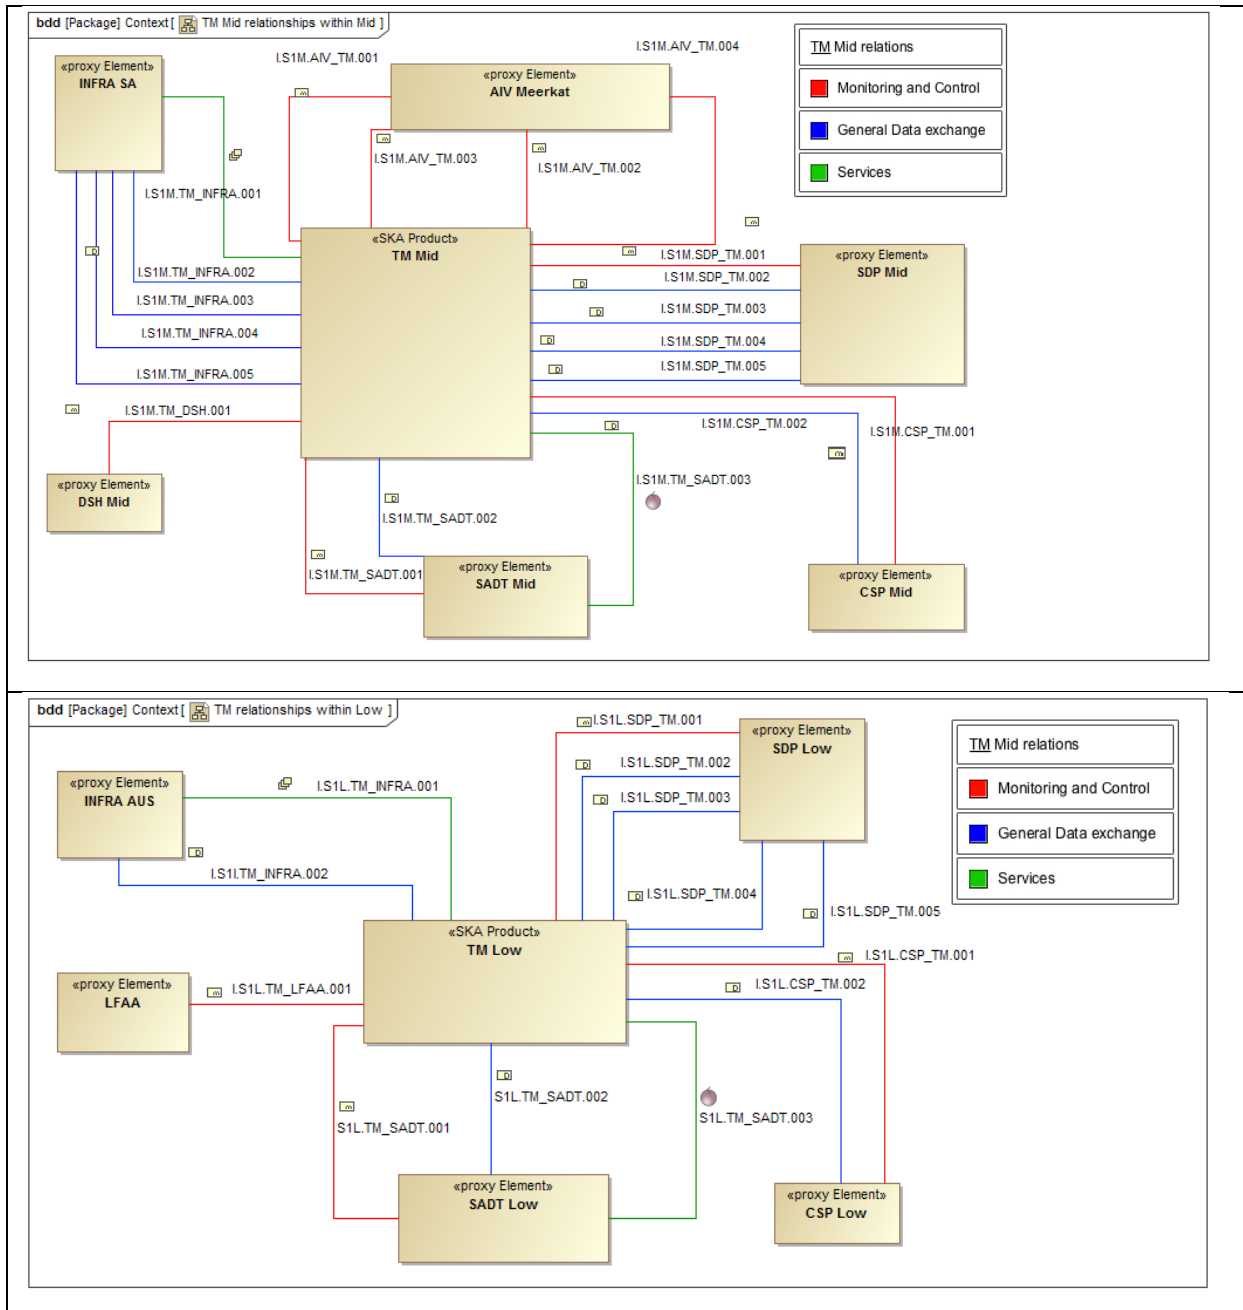 bdd [Package] Context [ TM Mid relationships within Mid ]
I.S1M.AIV_TM.001
I.S1M.AIV_TM.004
TM Mid relations
Monitoring and Control
General Data exchange
Services
«proxy Element»
INFRA SA
«proxy Element»
AIV Meerkat
I.S1M.AIV_TM.003
I.S1M.AIV_TM.002
I.S1M.TM_INFRA.001
«SKA Product»
TM Mid
I.S1M.SDP_TM.001
I.S1M.SDP_TM.002
I.S1M.SDP_TM.003
I.S1M.SDP_TM.004
I.S1M.SDP_TM.005
«proxy Element»
SDP Mid
I.S1M.TM_INFRA.002
I.S1M.TM_INFRA.003
I.S1M.TM_INFRA.004
I.S1M.TM_INFRA.005
I.S1M.TM_DSH.001
I.S1M.CSP_TM.002
I.S1M.CSP_TM.001
«proxy Element»
DSH Mid
I.S1M.TM_SADT.003
I.S1M.TM_SADT.002
I.S1M.TM_SADT.001
«proxy Element»
SADT Mid
«proxy Element»
CSP Mid
bdd [Package] Context [ TM relationships within Low ]
I.S1L.SDP_TM.001
«proxy Element»
SDP Low
TM Mid relations
Monitoring and Control
General Data exchange
Services
I.S1L.SDP_TM.002
I.S1L.SDP_TM.003
«proxy Element»
INFRA AUS
I.S1L.TM_INFRA.001
I.S1l.TM_INFRA.002
I.S1L.SDP_TM.004
I.S1L.SDP_TM.005
«SKA Product»
TM Low
I.S1L.CSP_TM.001
I.S1L.CSP_TM.002
«proxy Element»
LFAA
I.S1L.TM_LFAA.001
S1L.TM_SADT.002
S1L.TM_SADT.001
S1L.TM_SADT.003
«proxy Element»
SADT Low
«proxy Element»
CSP Low